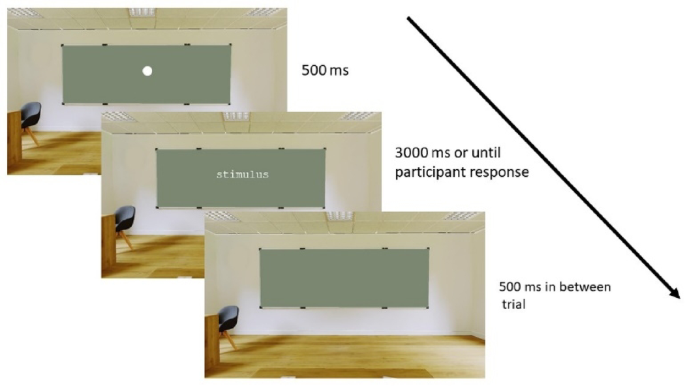 500 ms
stimulus
3000 ms or until
participant response
500 ms in between
trial